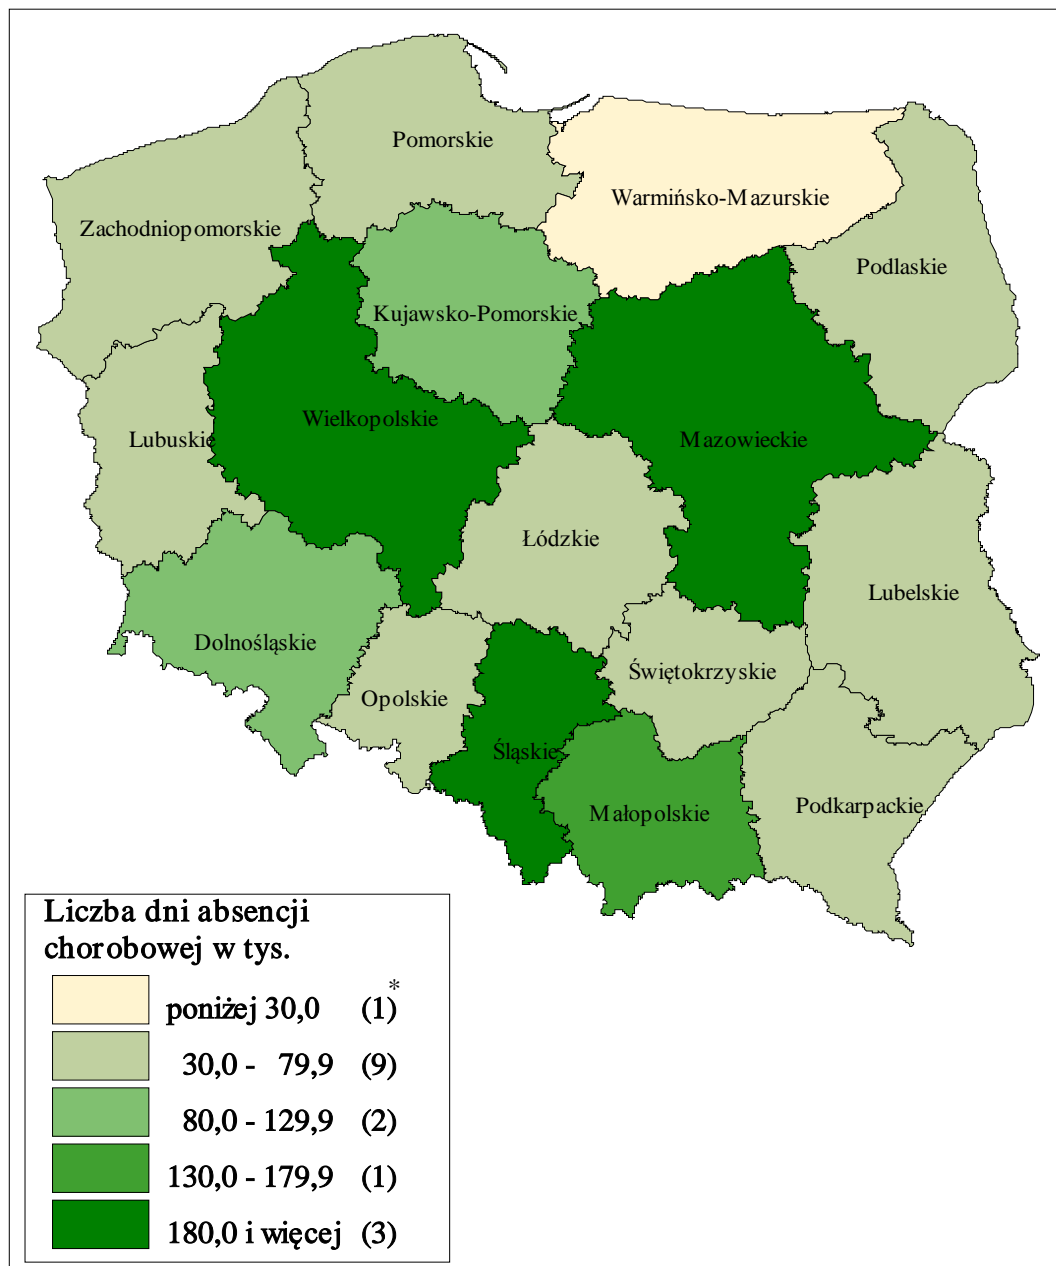 Pomorskie
Warmińsko-Mazurskie
Zachodniopomorskie
Podlaskie
Kujawsko-Pomorskie
Wielkopolskie
Lubuskie
Mazowieckie
Łódzkie
Lubelskie
Dolnośląskie
Świętokrzyskie
Opolskie
Śląskie
Podkarpackie
Małopolskie
Liczba dni absencji
chorobowej w tys.
poniżej 30,0 (1)*
30,0 - 79,9 (9)
80,0 - 129,9 (2)
130,0 - 179,9 (1)
180,0 i więcej (3)